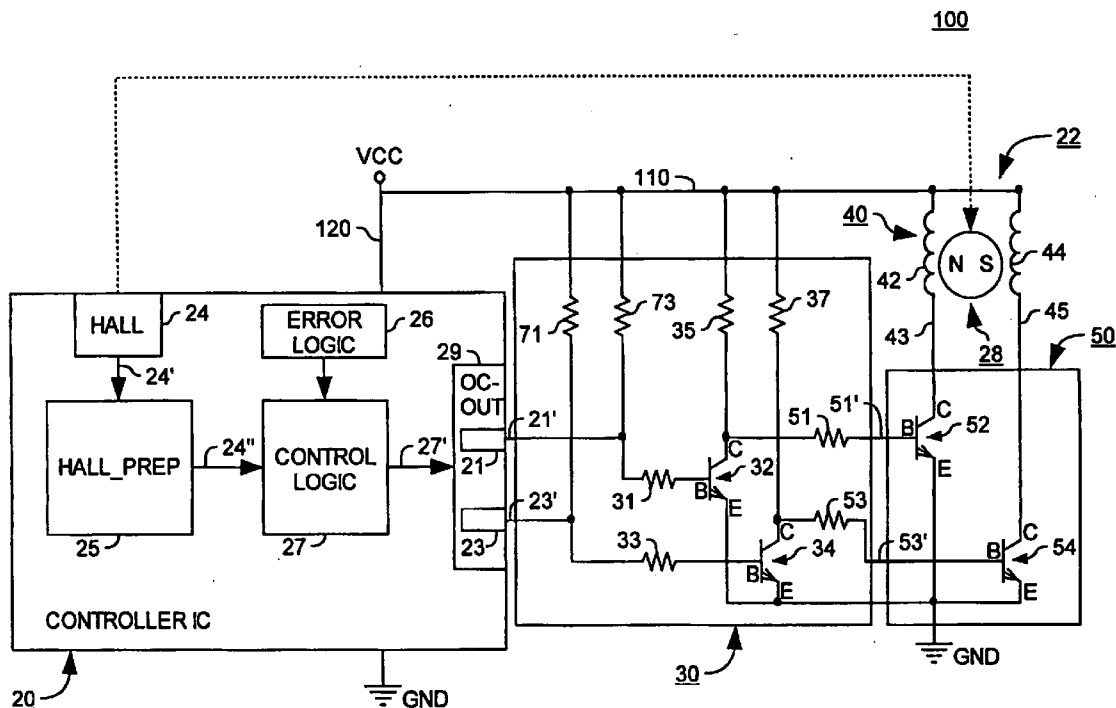 100
VCC
110
22
120
40
42
N S
44
43
28
45
50
HALL
24
ERROR
LOGIC
26
24'
29
OC-
OUT
71
73
35
37
HALL_PREP
24"
CONTROL
LOGIC
27'
21'
21
51
51'
B
C
52
E
31
B
C
32
E
25
27
23'
23
33
53
B
C
34
E
53'
B
C
54
E
CONTROLLER IC
20
GND
30
GND